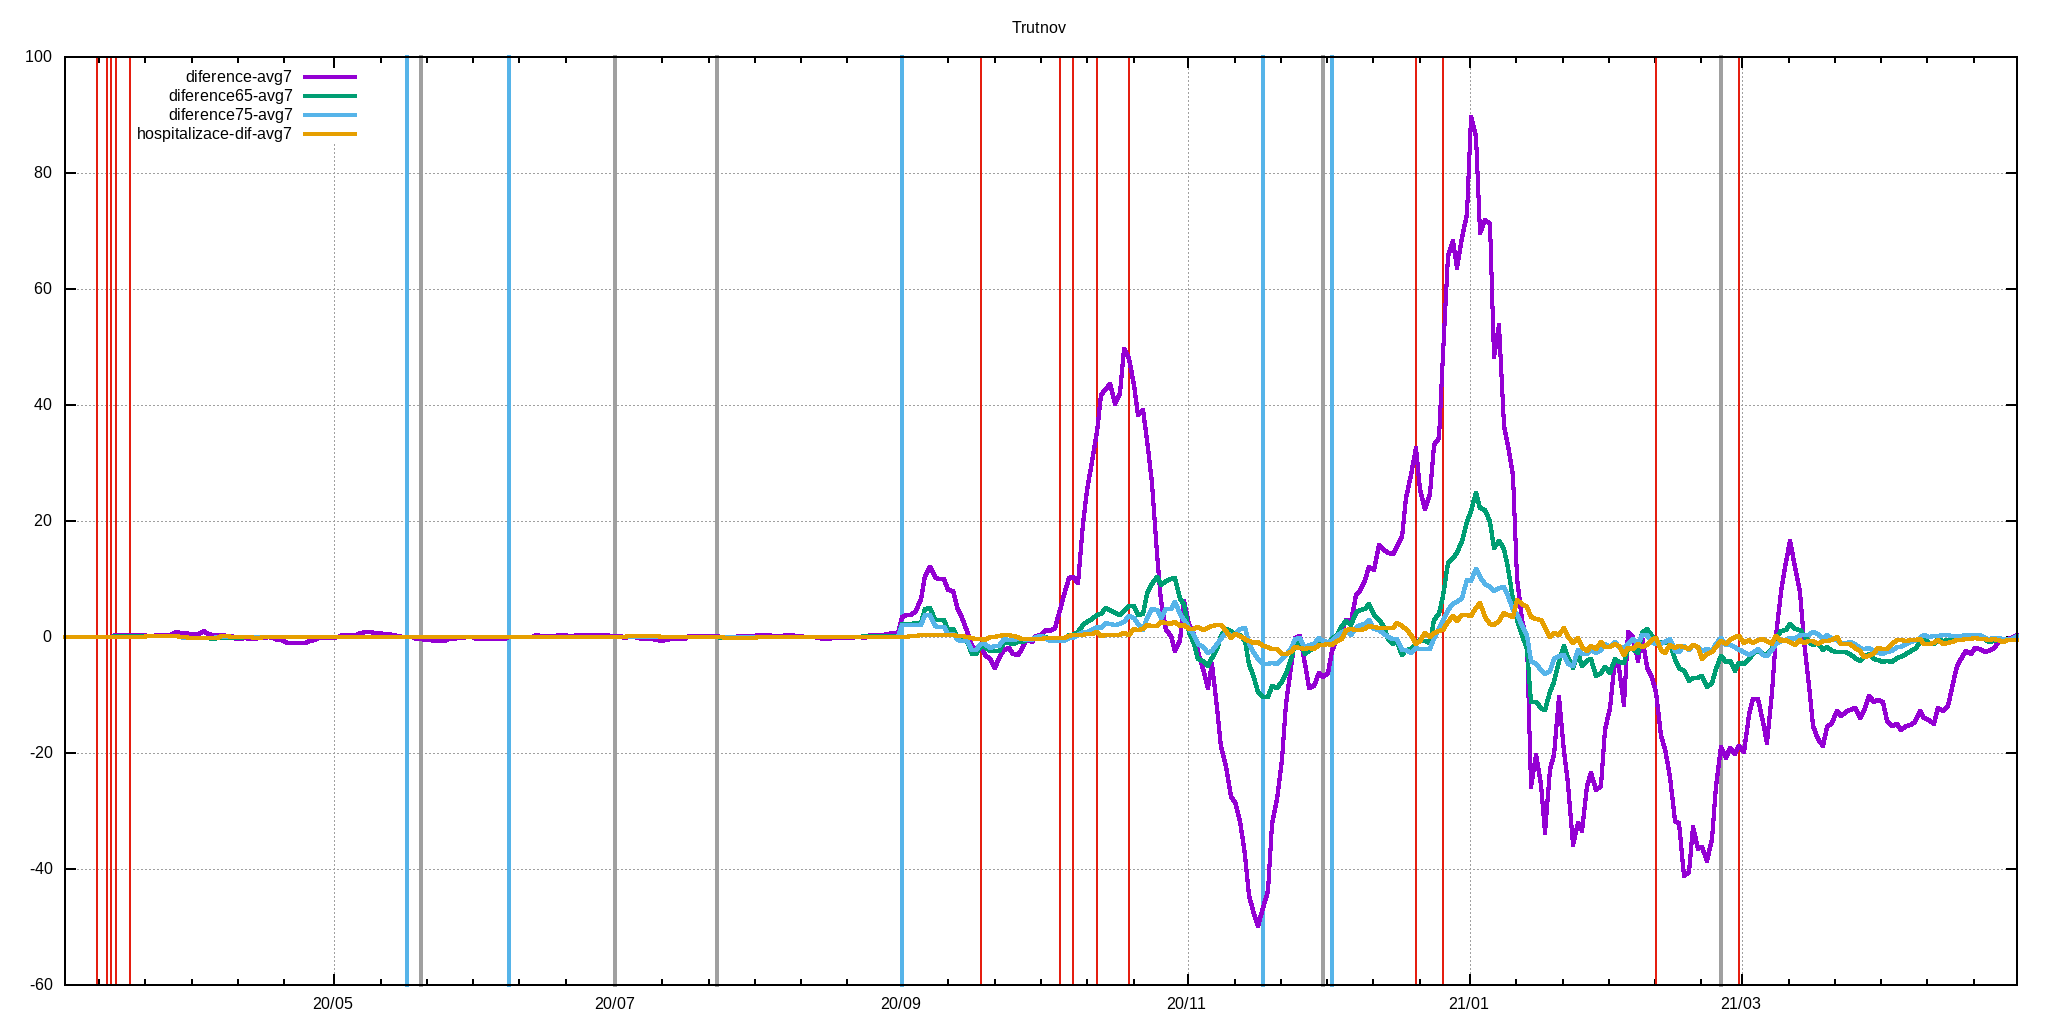 Trutnov
diference-avg7
diference65-avg7
diference75-avg7
hospitalizace-dif-avg7
100
80
60
40
20
0
-20
-40
-60
20/05 20/07 20/09 20/11 21/01 21/03